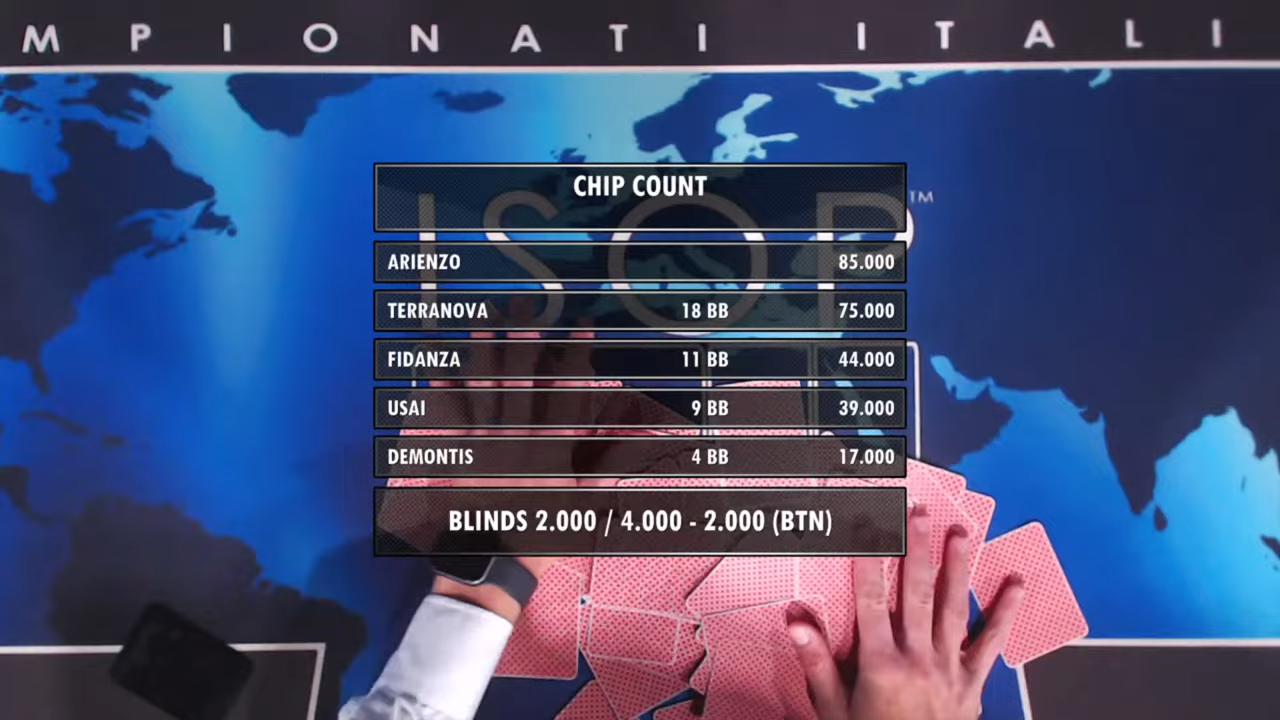 MPIONATI ITALI
ISOP™
CHIP COUNT
ARIENZO 85.000
TERRANOVA 18 BB 75.000
FIDANZA 11 BB 44.000
USAI 9 BB 39.000
DEMONTIS 4 BB 17.000
BLINDS 2.000 / 4.000 - 2.000 (BTN)